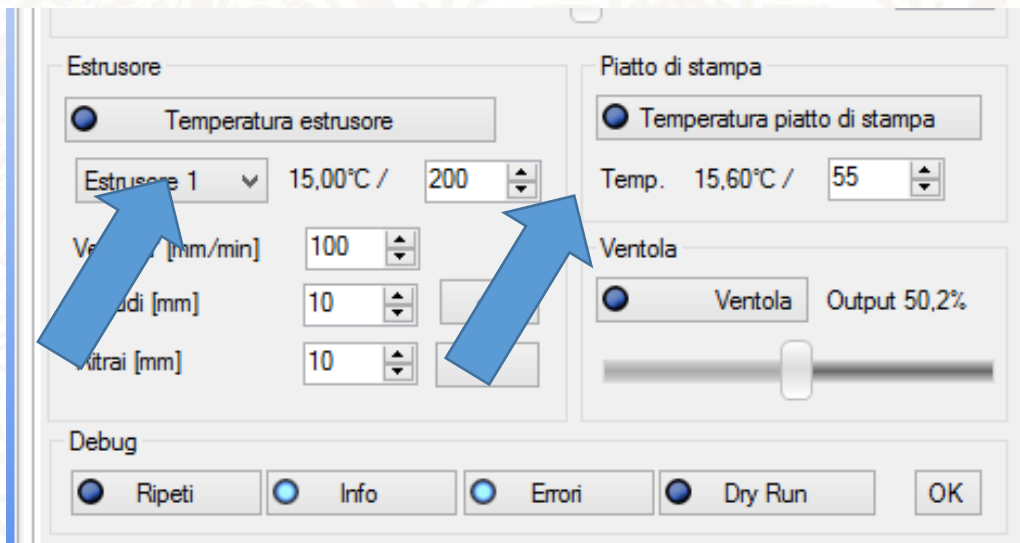 Estrusore
Temperatura estrusore
Estrusore 1 15,00°C / 200
[mm/min] 100
[mm] 10
[mm] 10
Piatto di stampa
Temperatura piatto di stampa
Temp. 15,60°C / 55
Ventola
Ventola Output 50,2%
Debug
Ripeti Info Errori Dry Run OK